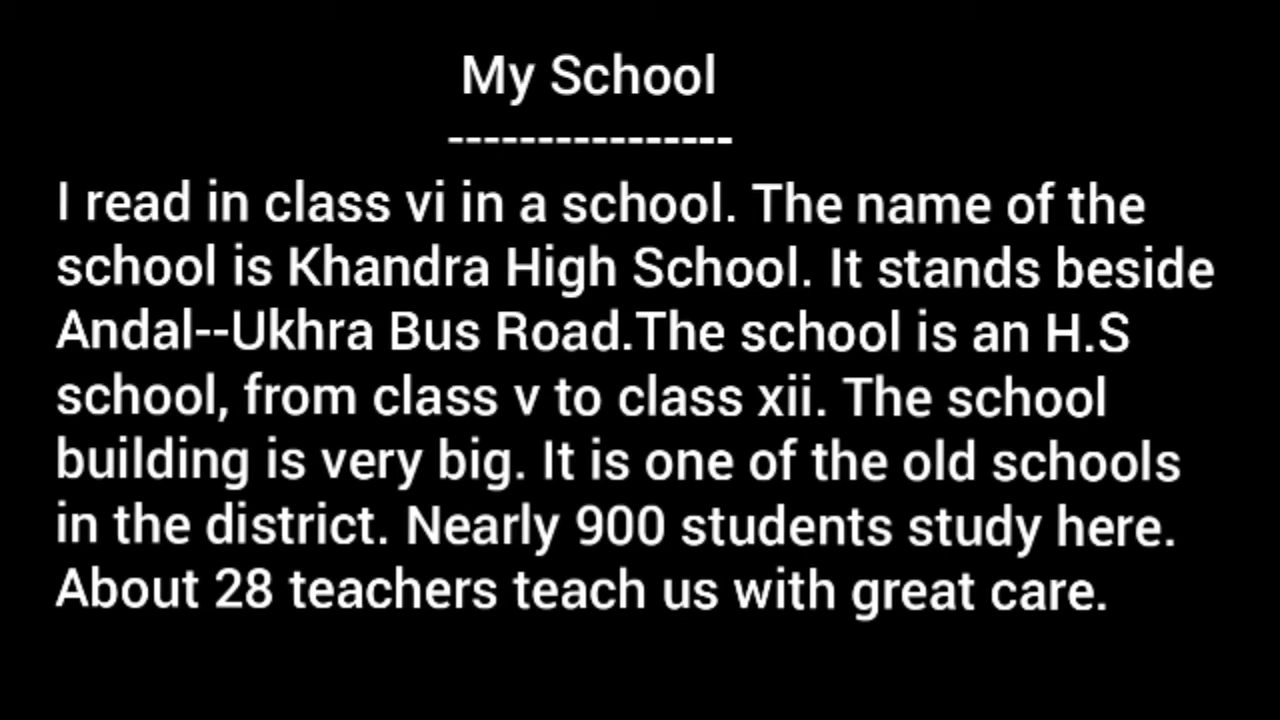 My School
----------------
I read in class vi in a school. The name of the
school is Khandra High School. It stands beside
Andal--Ukhra Bus Road.The school is an H.S
school, from class v to class xii. The school
building is very big. It is one of the old schools
in the district. Nearly 900 students study here.
About 28 teachers teach us with great care.